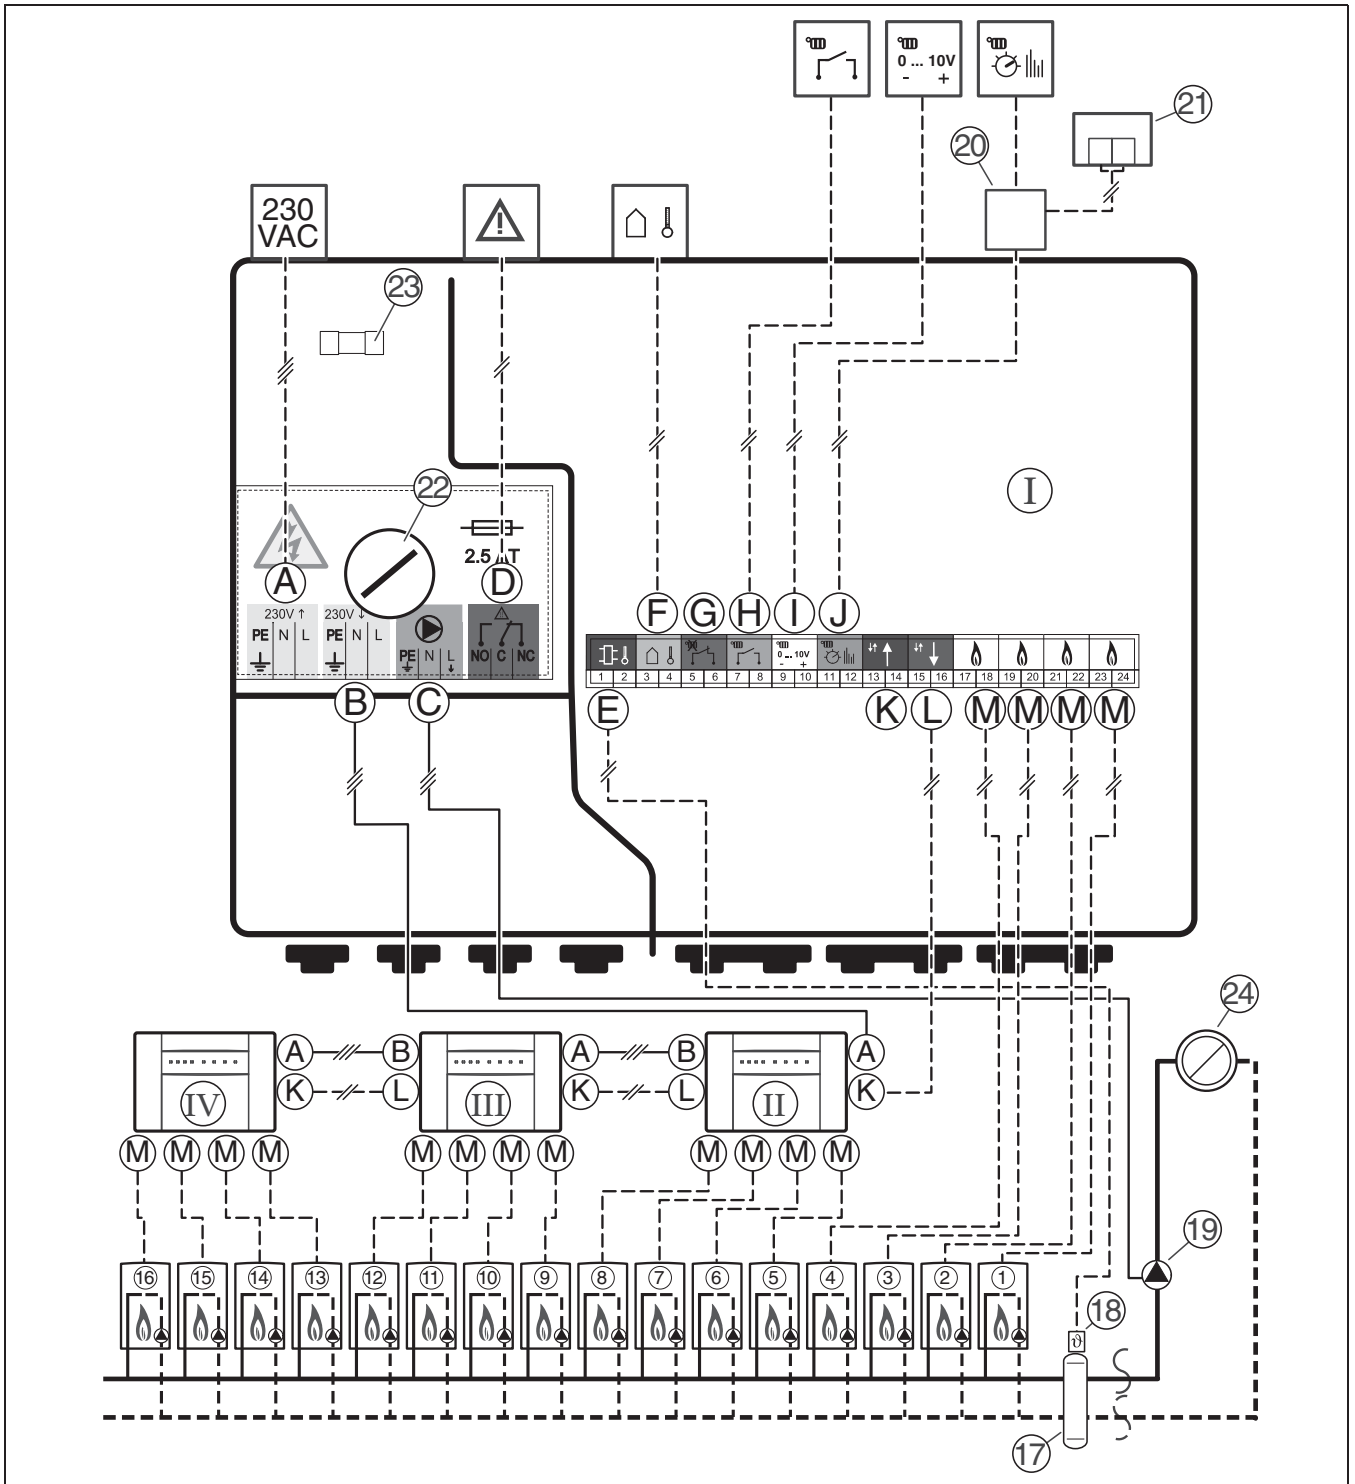 0 ... 10V
- +
21
20
230
VAC
23
I
22
2.5 AT
A
D
F G H I J
230V ↑ 230V ↓
PE N L PE N L
PE N L
NO C NC
0 ... 10V
- +
1 2 3 4 5 6 7 8 9 10 11 12 13 14 15 16 17 18 19 20 21 22 23 24
B C
E K L M M M M
24
A B A B A
K L K L K
IV III II
M M M M M M M M M M M M
19
16 15 14 13 12 11 10 9 8 7 6 5 4 3 2 1
18
ϑ
17